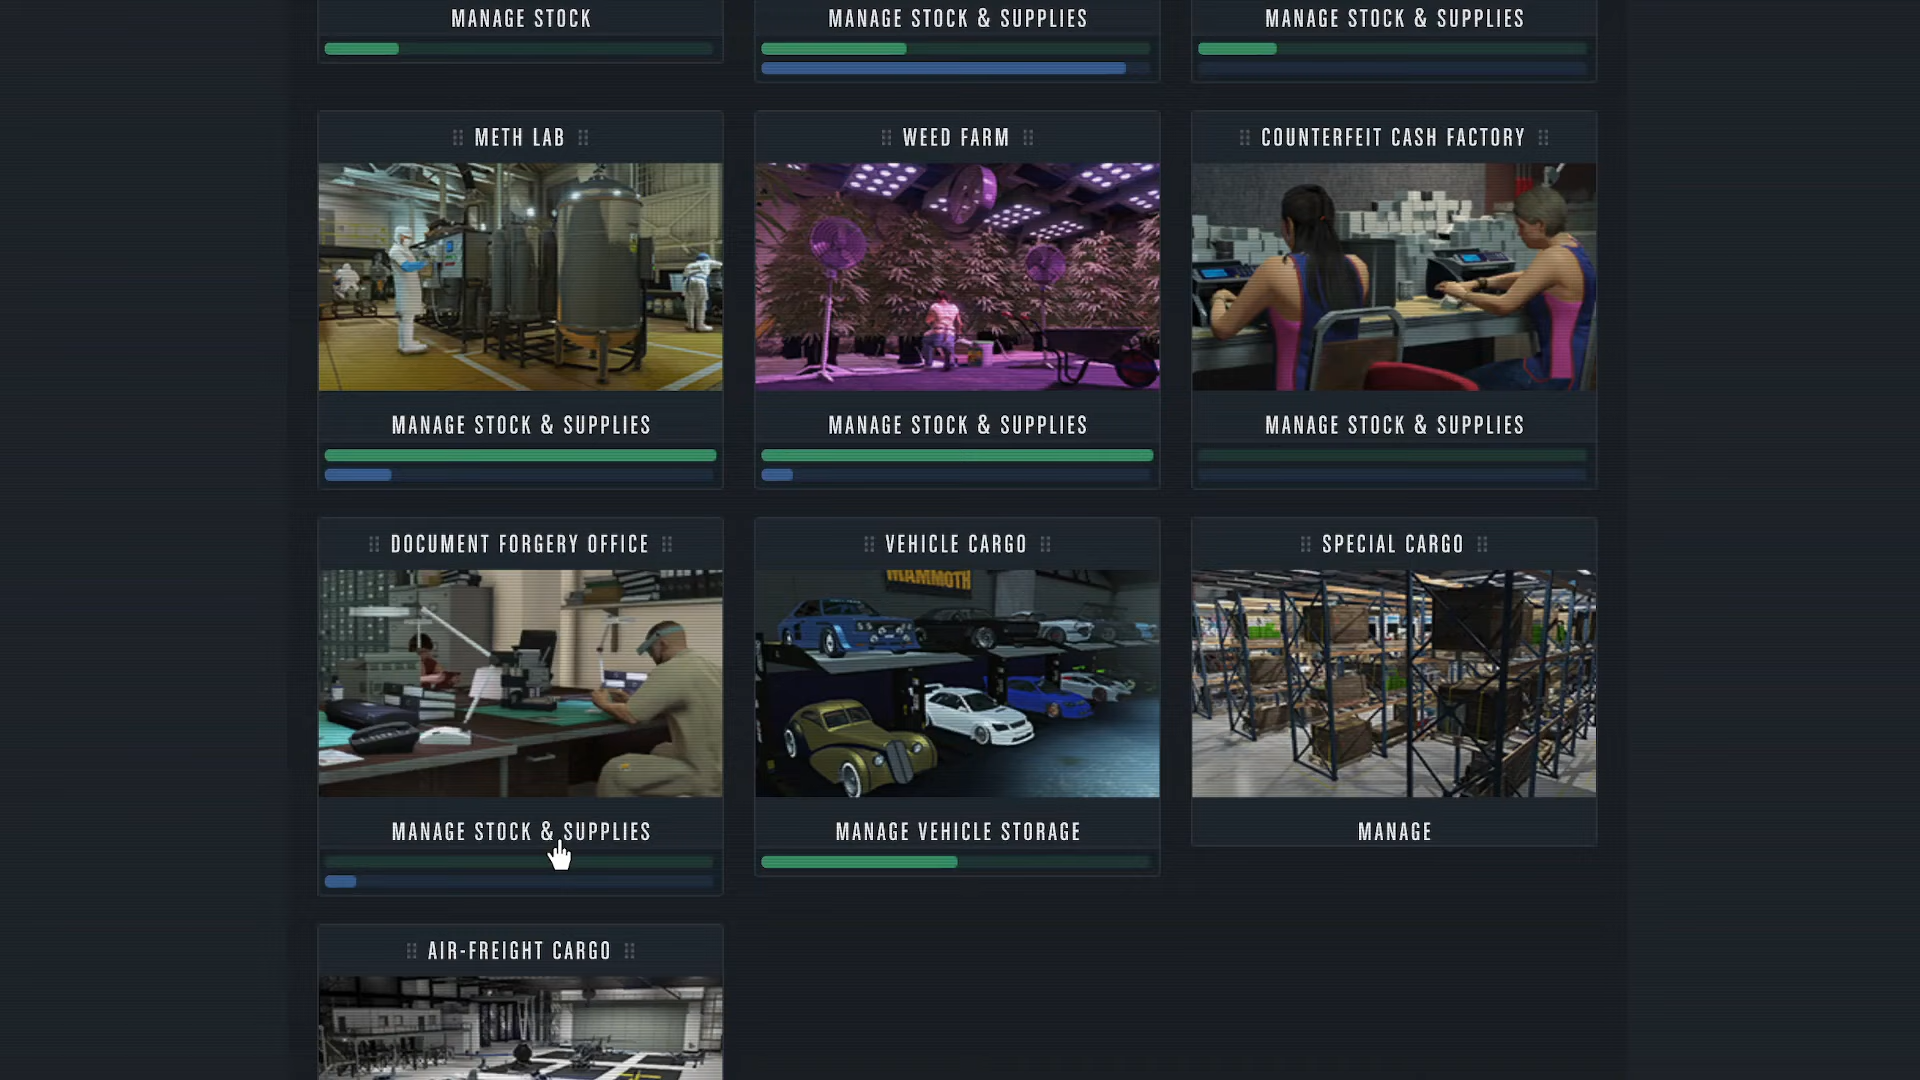 MANAGE STOCK
MANAGE STOCK & SUPPLIES
MANAGE STOCK & SUPPLIES
METH LAB
WEED FARM
COUNTERFEIT CASH FACTORY
MANAGE STOCK & SUPPLIES
MANAGE STOCK & SUPPLIES
MANAGE STOCK & SUPPLIES
DOCUMENT FORGERY OFFICE
VEHICLE CARGO
SPECIAL CARGO
MAMMOTH
MANAGE STOCK & SUPPLIES
MANAGE VEHICLE STORAGE
MANAGE
AIR-FREIGHT CARGO